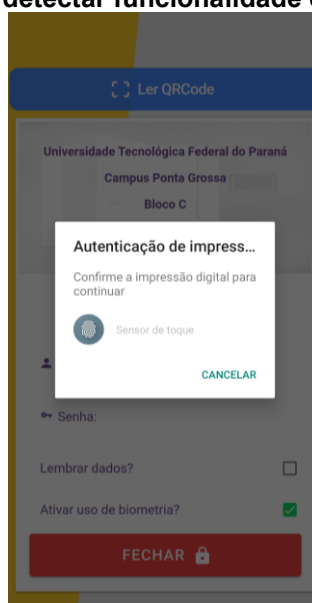 detectar funcionalidade
Ler QRCode
Universidade Tecnológica Federal do Paraná
Campus Ponta Grossa
Bloco C
Autenticação de impress...
Confirme a impressão digital para
continuar
Sensor de toque
CANCELAR
Senha:
Lembrar dados?
Ativar uso de biometria?
FECHAR